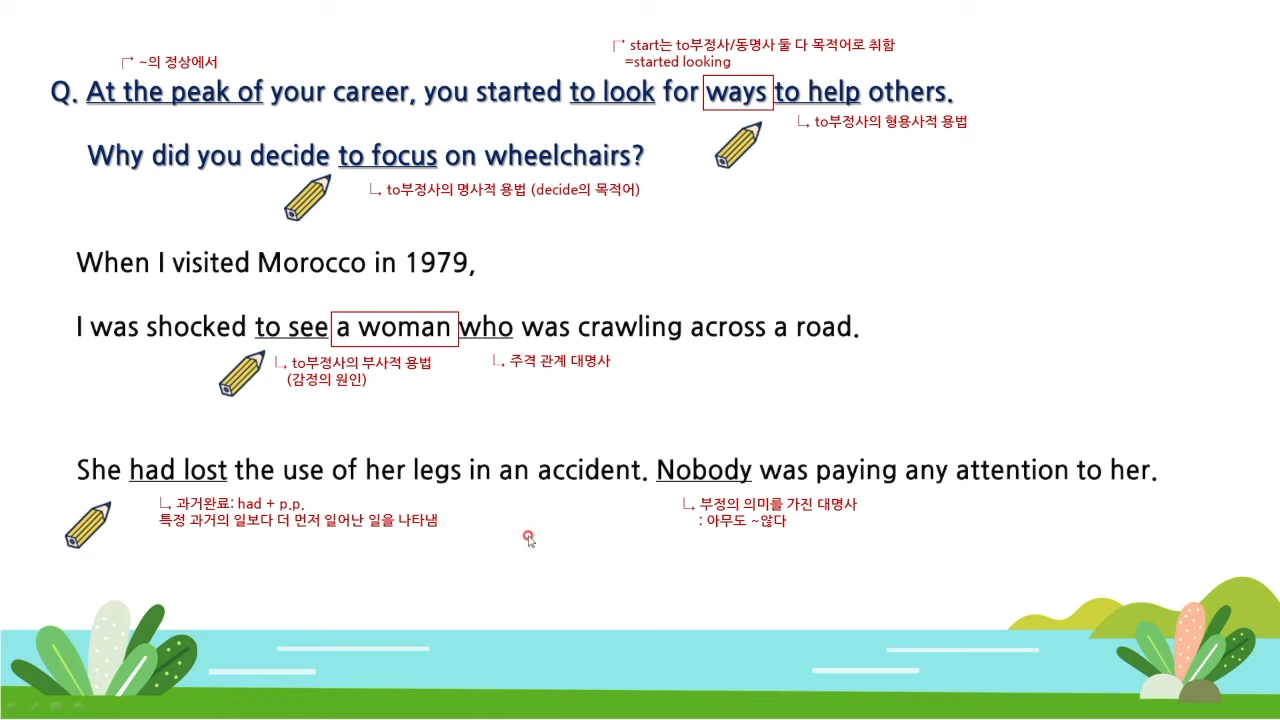 ┌ ~의 정상에서
┌ start는 to부정사/동명사 둘 다 목적어로 취함
=started looking
Q. At the peak of your career, you started to look for ways to help others.
└, to부정사의 형용사적 용법
Why did you decide to focus on wheelchairs?
└, to부정사의 명사적 용법 (decide의 목적어)
When I visited Morocco in 1979,
I was shocked to see a woman who was crawling across a road.
└, to부정사의 부사적 용법
(감정의 원인)
└, 주격 관계 대명사
She had lost the use of her legs in an accident. Nobody was paying any attention to her.
└, 과거완료: had + p.p.
특정 과거의 일보다 더 먼저 일어난 일을 나타냄
└, 부정의 의미를 가진 대명사
: 아무도 ~않다